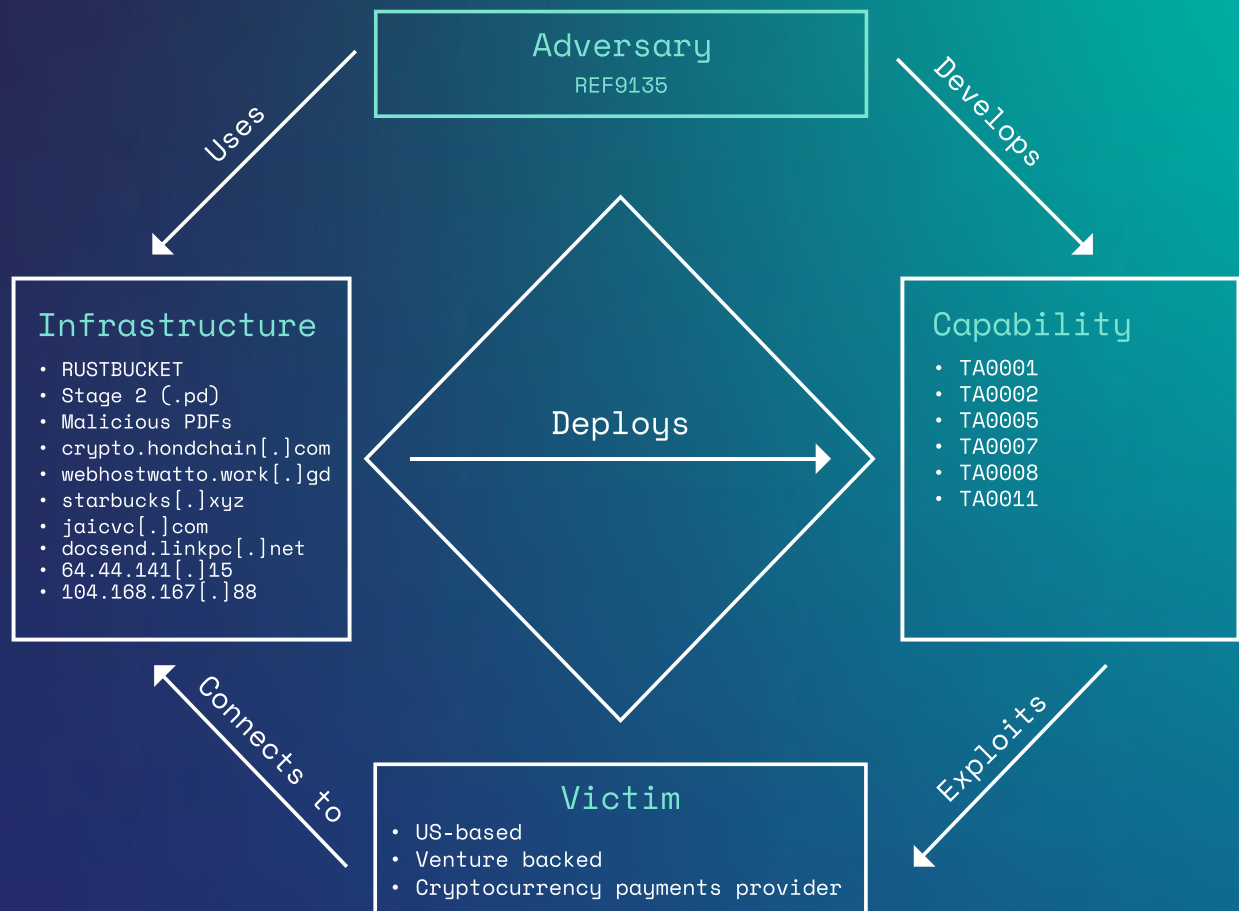 Adversary
REF9135
Uses
Develops
Infrastructure
• RUSTBUCKET
• Stage 2 (.pd)
• Malicious PDFs
• crypto.hondchain[.]com
• webhostwatto.work[.]gd
• starbucks[.]xyz
• jaicvc[.]com
• docsend.linkpc[.]net
• 64.44.141[.]15
• 104.168.167[.]88
Deploys
Capability
• TA0001
• TA0002
• TA0005
• TA0007
• TA0008
• TA0011
Connects to
Exploits
Victim
• US-based
• Venture backed
• Cryptocurrency payments provider